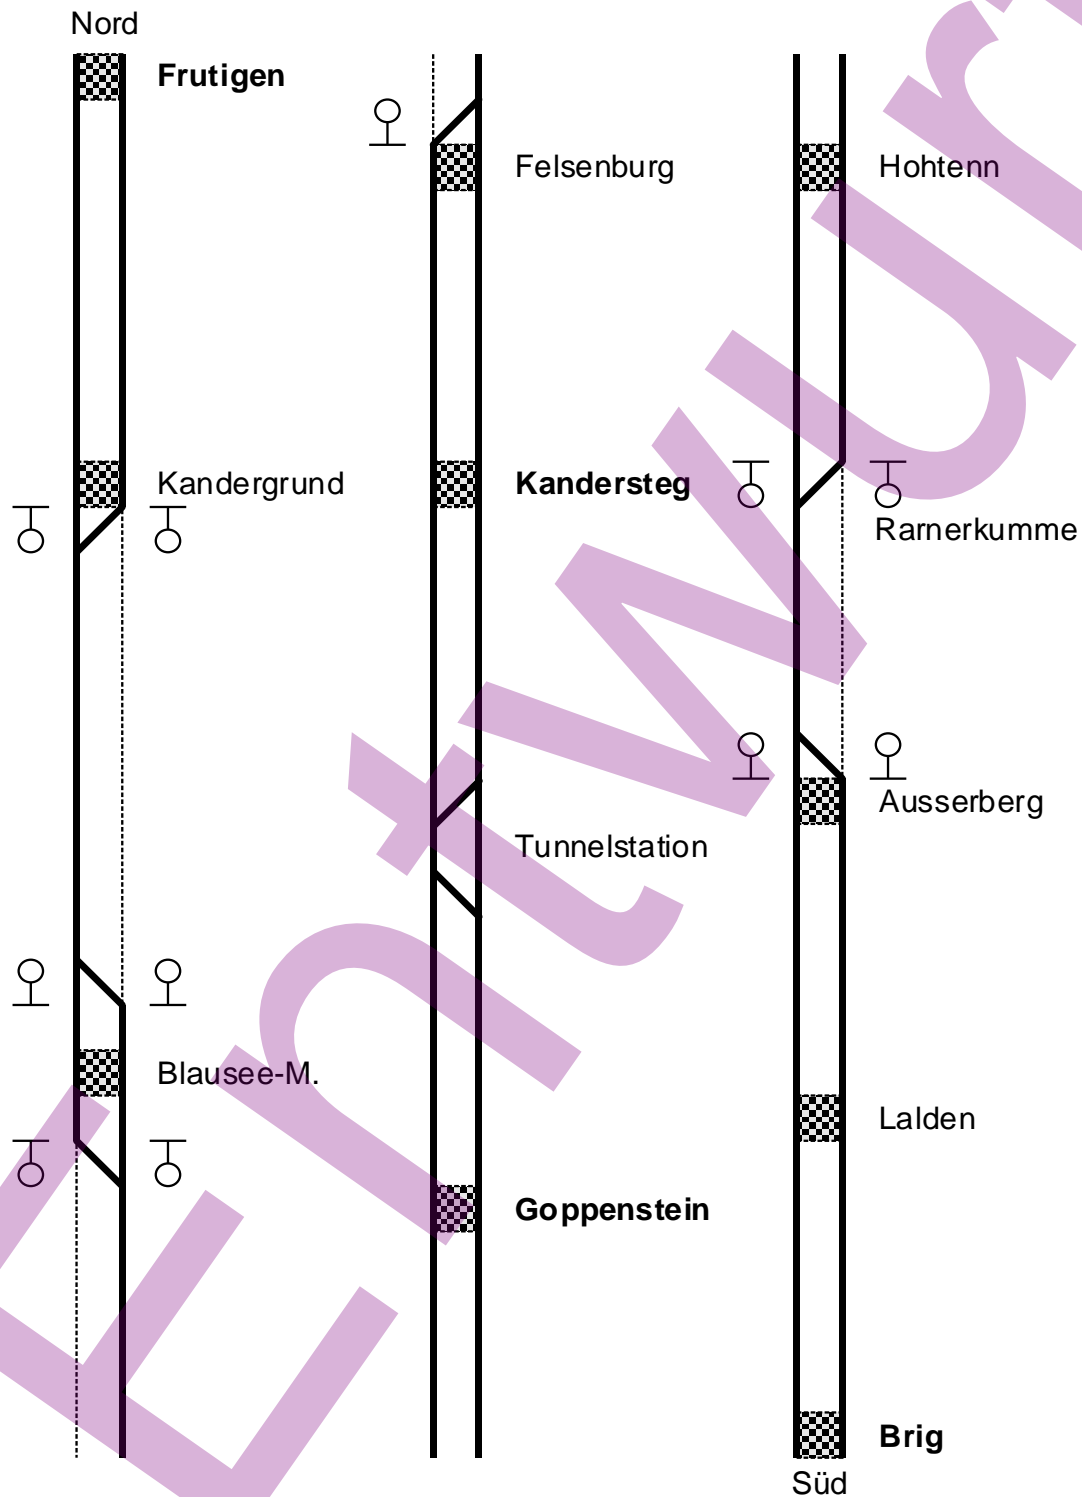 Nord
Frutigen
Kandergrund
Blausee-M.
Felsenburg
Kandersteg
Tunnelstation
Goppenstein
Hohtenn
Rarnerkumme
Ausserberg
Lalden
Brig
Süd
Entwurf